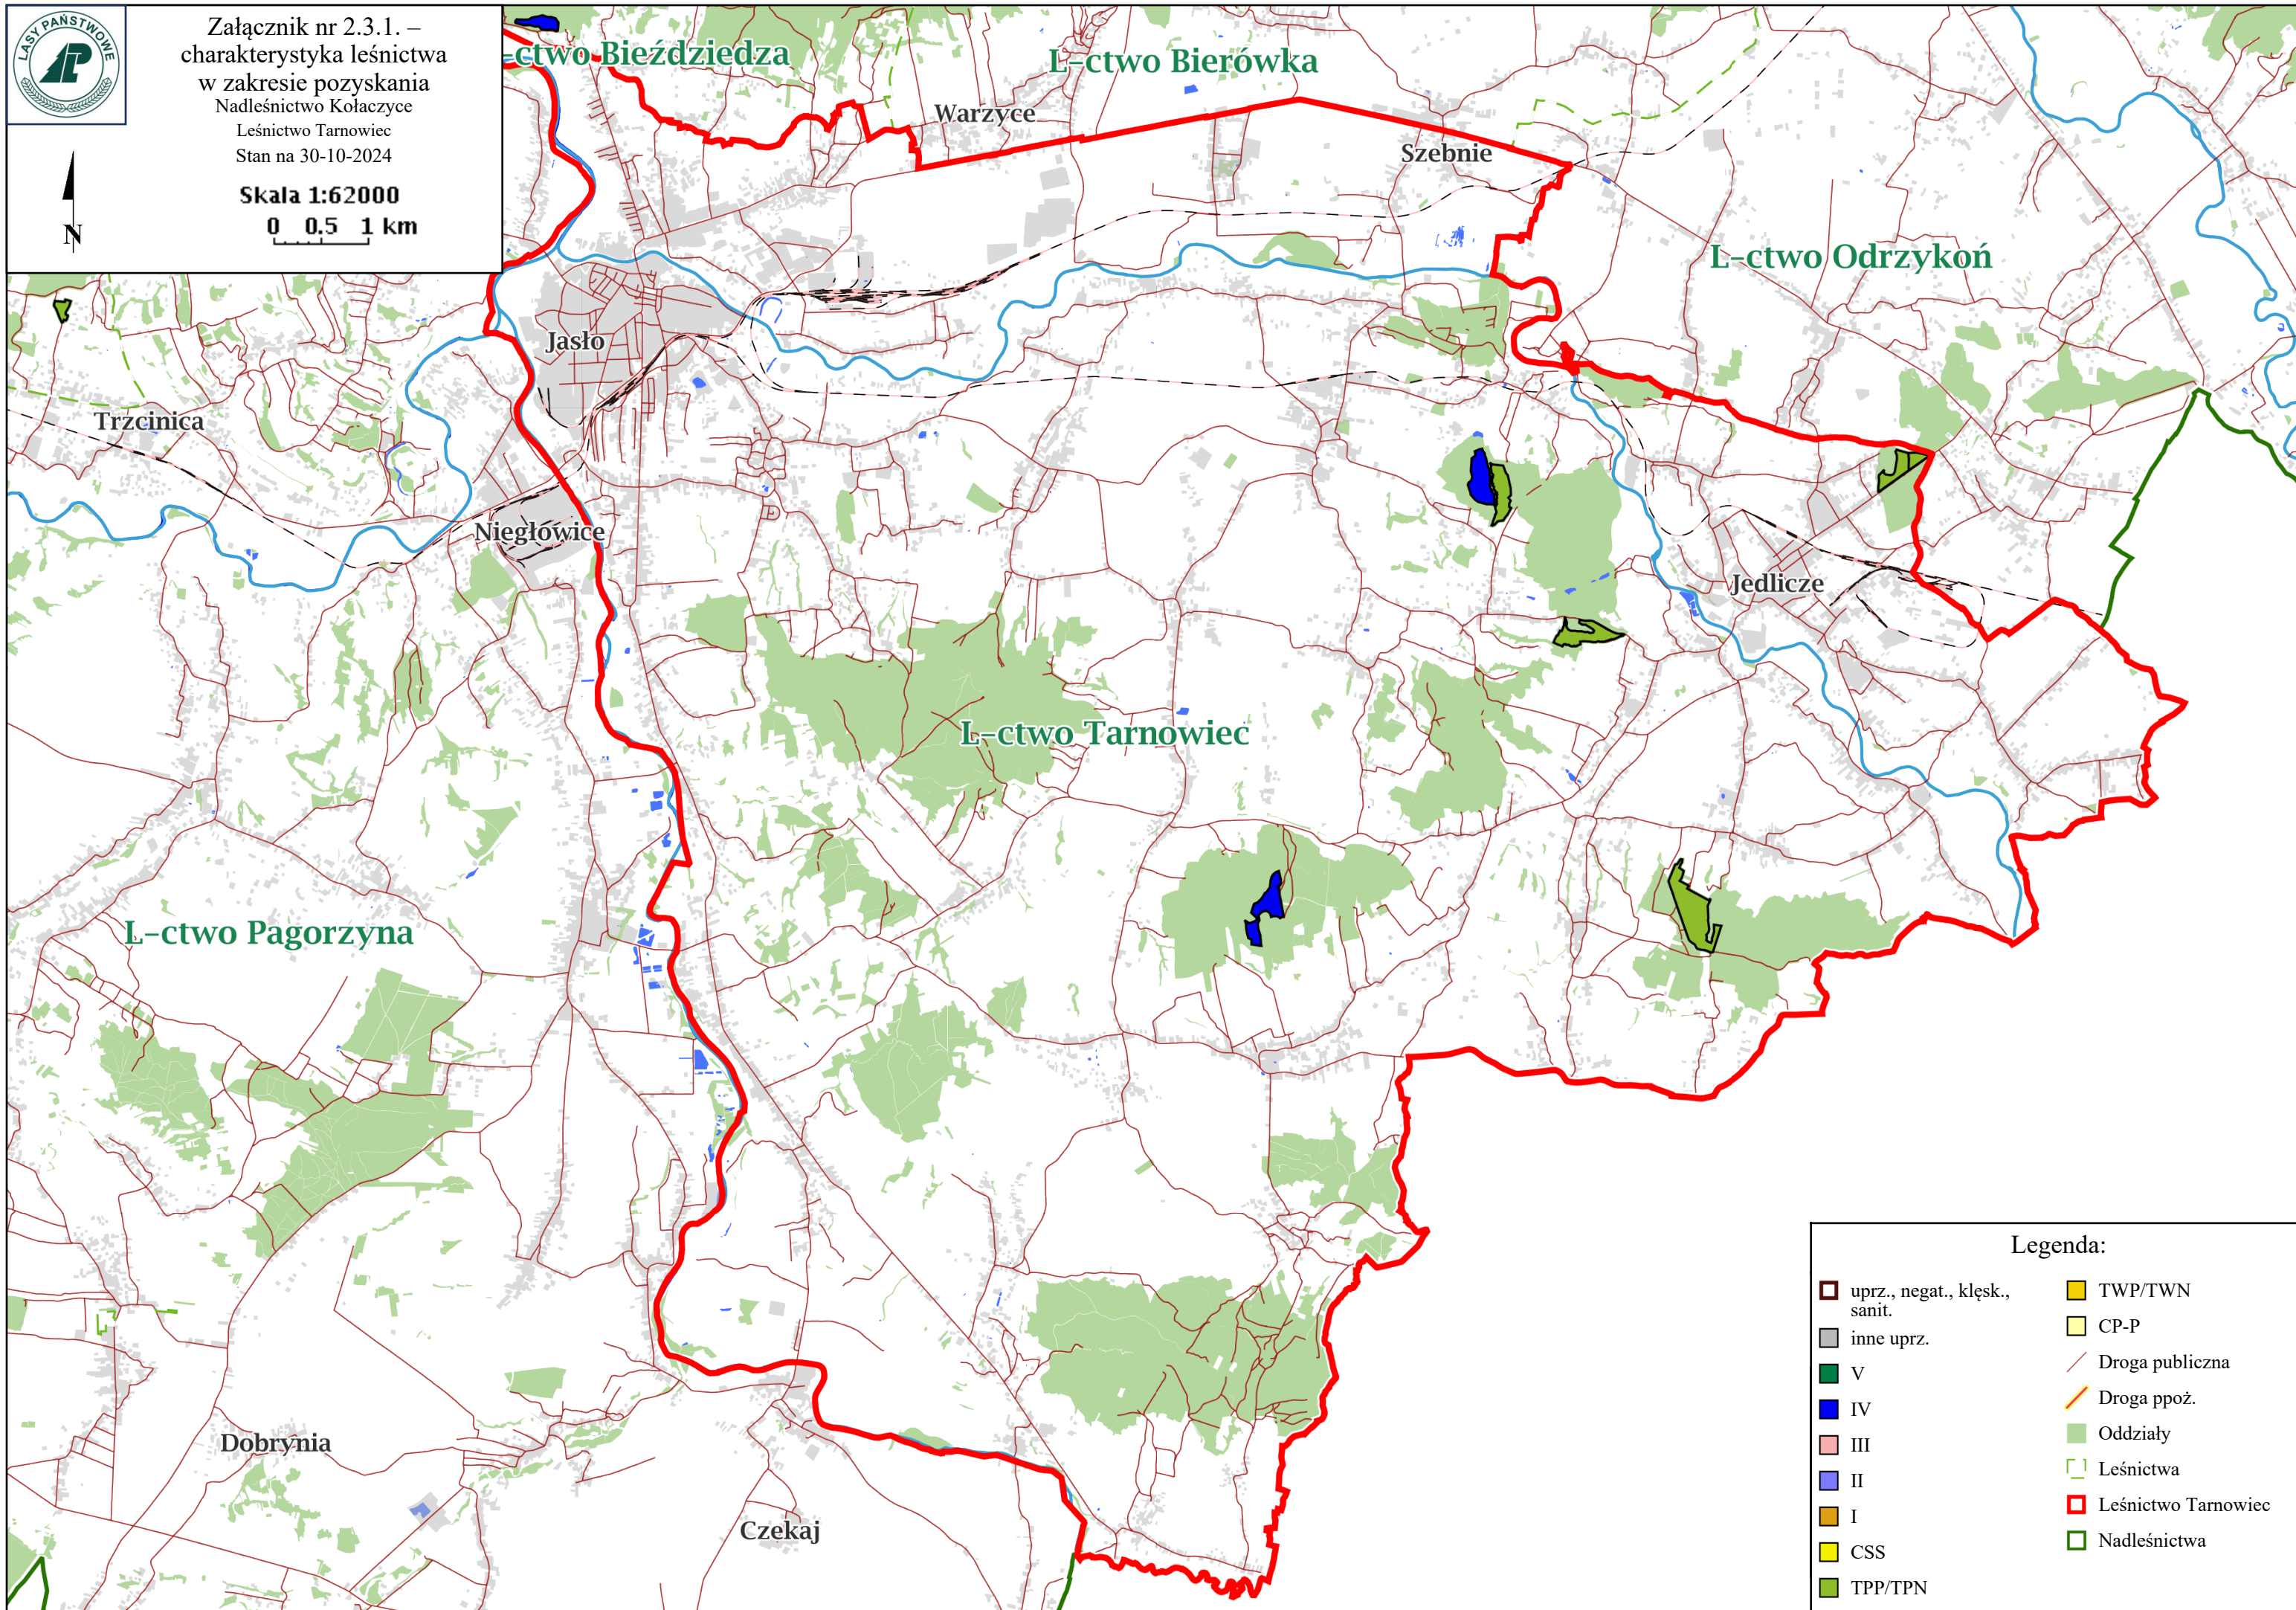 LASY PAŃSTWOWE
Załącznik nr 2.3.1. –
charakterystyka leśnictwa
w zakresie pozyskania
Nadleśnictwo Kołaczyce
Leśnictwo Tarnowiec
Stan na 30-10-2024
Skala 1:62000
0 0.5 1 km
N
-ctwo Bieździedza
L-ctwo Bierówka
Warzyce
Szebnie
L-ctwo Odrzykoń
Jasło
Trzcinica
Niegłowice
Jedlicze
L-ctwo Tarnowiec
L-ctwo Pagorzyna
Dobrynia
Czekaj
Legenda:
uprz., negat., klęsk.,
sanit.
inne uprz.
V
IV
III
II
I
CSS
TPP/TPN
TWP/TWN
CP-P
Droga publiczna
Droga ppoż.
Oddziały
Leśnictwa
Leśnictwo Tarnowiec
Nadleśnictwa